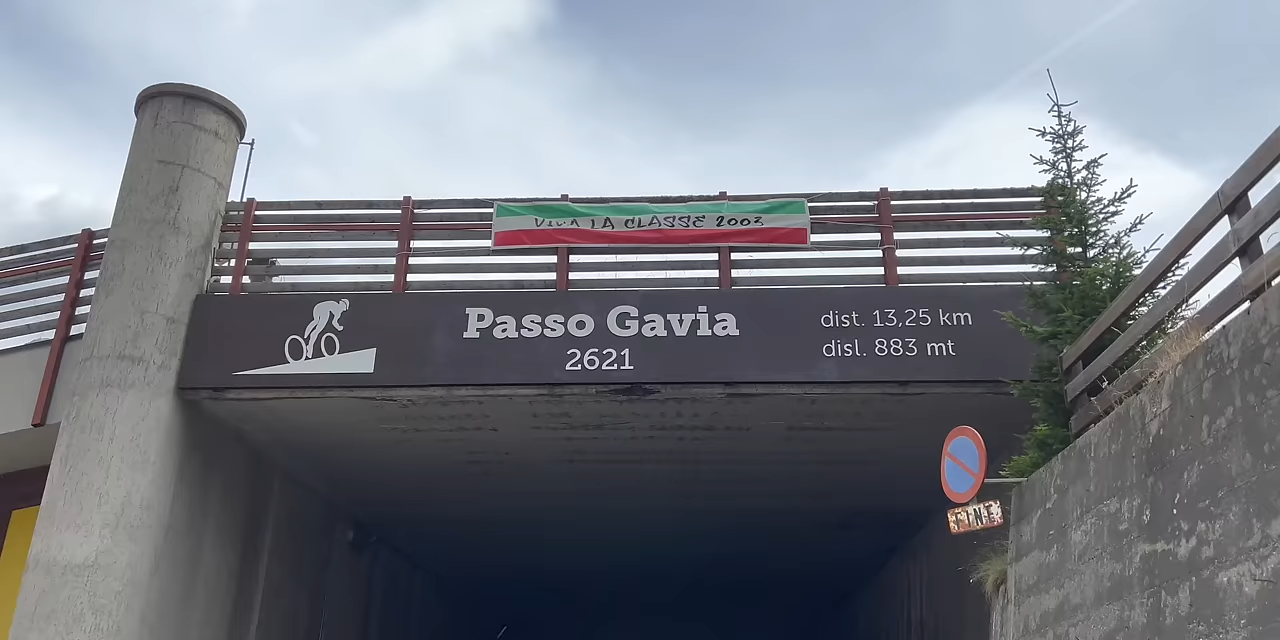 VIVA LA CLASSE 2003
Passo Gavia
2621
dist. 13,25 km
disl. 883 mt
FINE